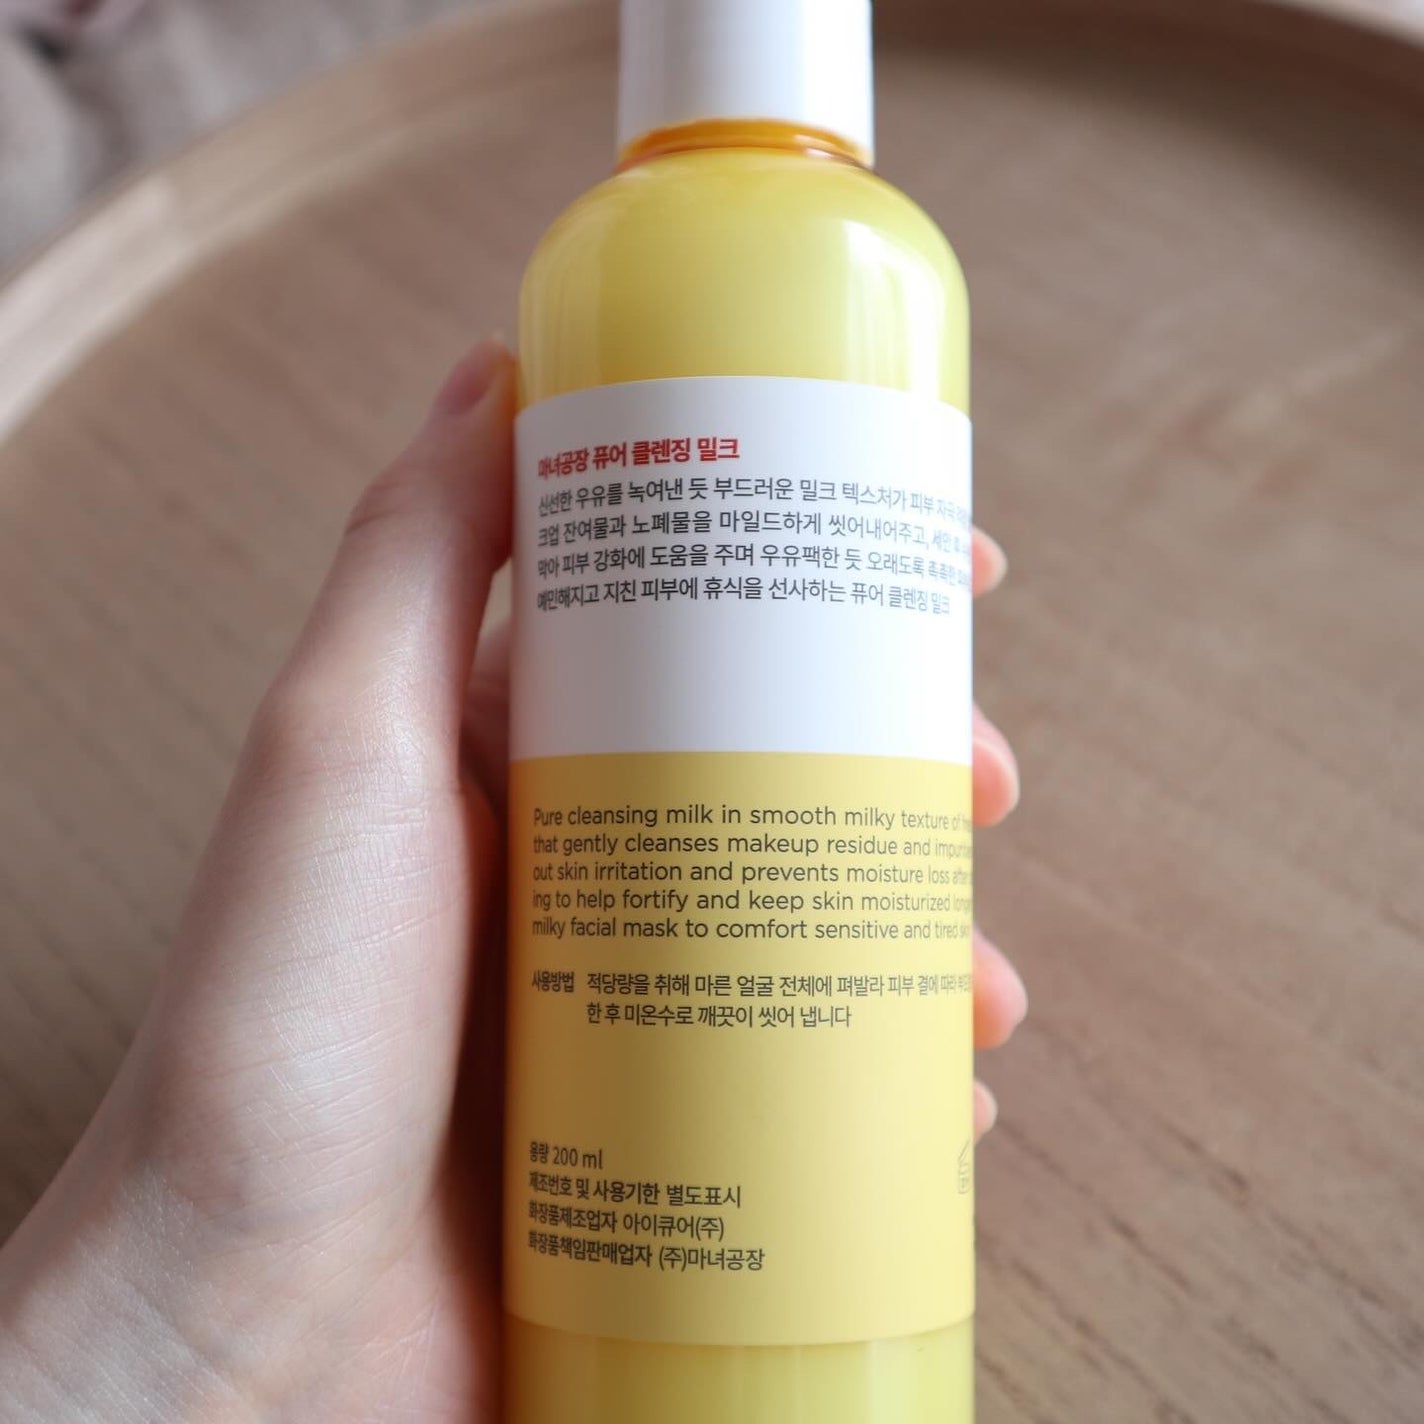 마녀공장 퓨어 클렌징 밀크
신선한 우유를 녹여낸 듯 부드러운 밀크 텍스처가 피부 자극
크업 잔여물과 노폐물을 마일드하게 씻어내어주고, 세안 후
막아 피부 강화에 도움을 주며 우유팩한 듯 오래도록 촉촉한
예민해지고 지친 피부에 휴식을 선사하는 퓨어 클렌징 밀크
Pure cleansing milk in smooth milky texture of
that gently cleanses makeup residue and
out skin irritation and prevents moisture loss after
ing to help fortify and keep skin moisturized
milky facial mask to comfort sensitive and tired
사용방법 적당량을 취해 마른 얼굴 전체에 펴발라 피부 결에 따라
한 후 미온수로 깨끗이 씻어 냅니다
용량 200 ml
제조번호 및 사용기한 별도표시
화장품제조업자 아이큐어(주)
화장품책임판매업자 (주)마녀공장